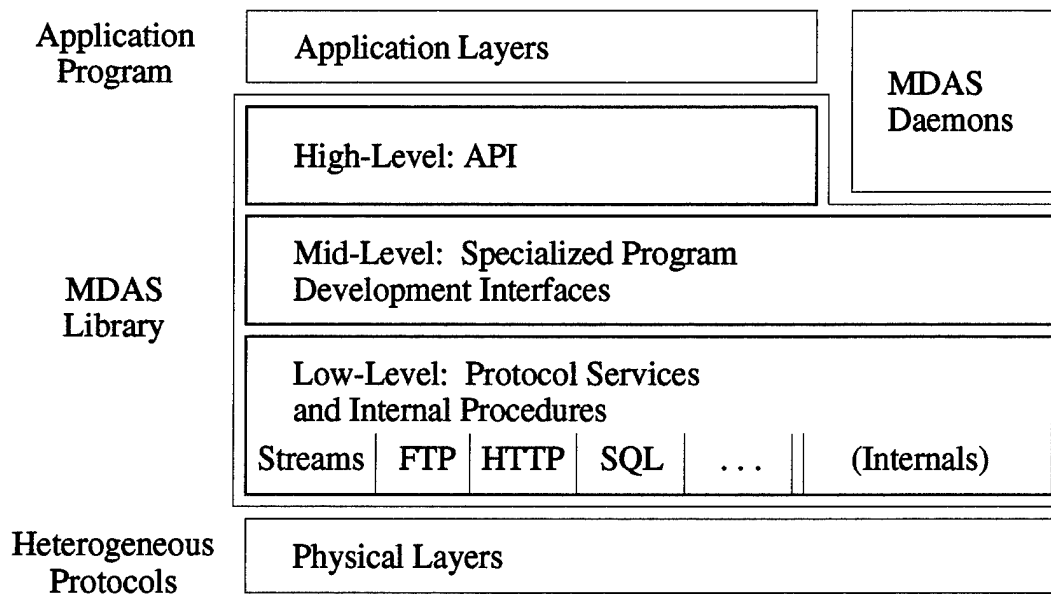 Application
Program
Application Layers
MDAS
Daemons
High-Level: API
MDAS
Library
Mid-Level: Specialized Program
Development Interfaces
Low-Level: Protocol Services
and Internal Procedures
Streams FTP HTTP SQL ... (Internals)
Heterogeneous
Protocols
Physical Layers